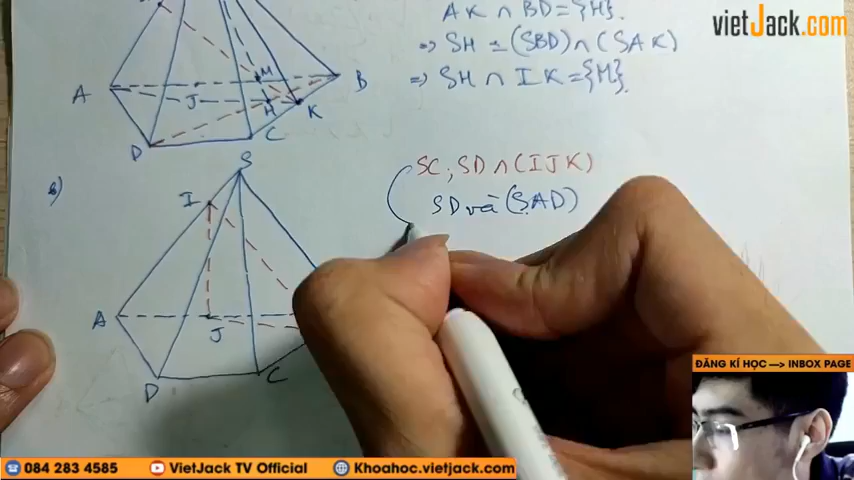 vietJack.com
AK ∩ BD = {H}.
⇒ SH = (SBD) ∩ (SAK)
⇒ SH ∩ IK = {M}.
A
B
M
J
H
K
C
D
b)
S
I
SC; SD ∩ (IJK)
SD và (SAD)
A
J
C
D
ĐĂNG KÍ HỌC —> INBOX PAGE
084 283 4585
VietJack TV Official
Khoahoc.vietjack.com